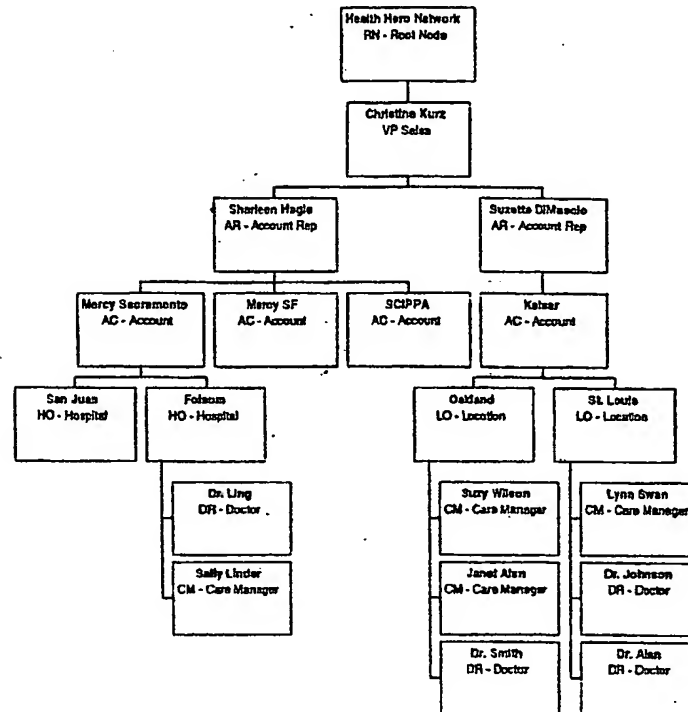 Health Hero Network
RN - Root Node
Christine Kurz
VP Sales
Sharleen Hagle
AR - Account Rep
Suzette DiMascio
AR - Account Rep
Mercy Sacramento
AC - Account
Mercy SF
AC - Account
SCIPPA
AC - Account
Kaiser
AC - Account
San Juan
HO - Hospital
Folsom
HO - Hospital
Oakland
LO - Location
St. Louis
LO - Location
Dr. Ling
DR - Doctor
Sally Linder
CM - Care Manager
Suzy Wilson
CM - Care Manager
Janet Ahn
CM - Care Manager
Dr. Smith
DR - Doctor
Lynn Swan
CM - Care Manager
Dr. Johnson
DR - Doctor
Dr. Alan
DR - Doctor